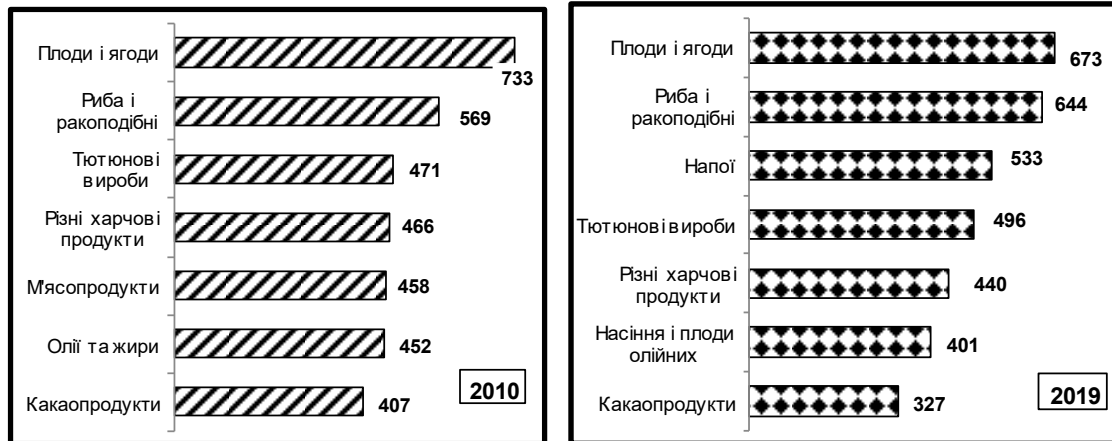 Плоди і ягоди
733
Риба і
ракоподібні
569
Тютюнові
вироби
471
Різні харчові
продукти
466
М'ясопродукти
458
Олії та жири
452
Какаопродукти
407
2010
Плоди і ягоди
673
Риба і
ракоподібні
644
Напої
533
Тютюнові вироби
496
Різні харчові
продукти
440
Насіння і плоди
олійних
401
Какаопродукти
327
2019